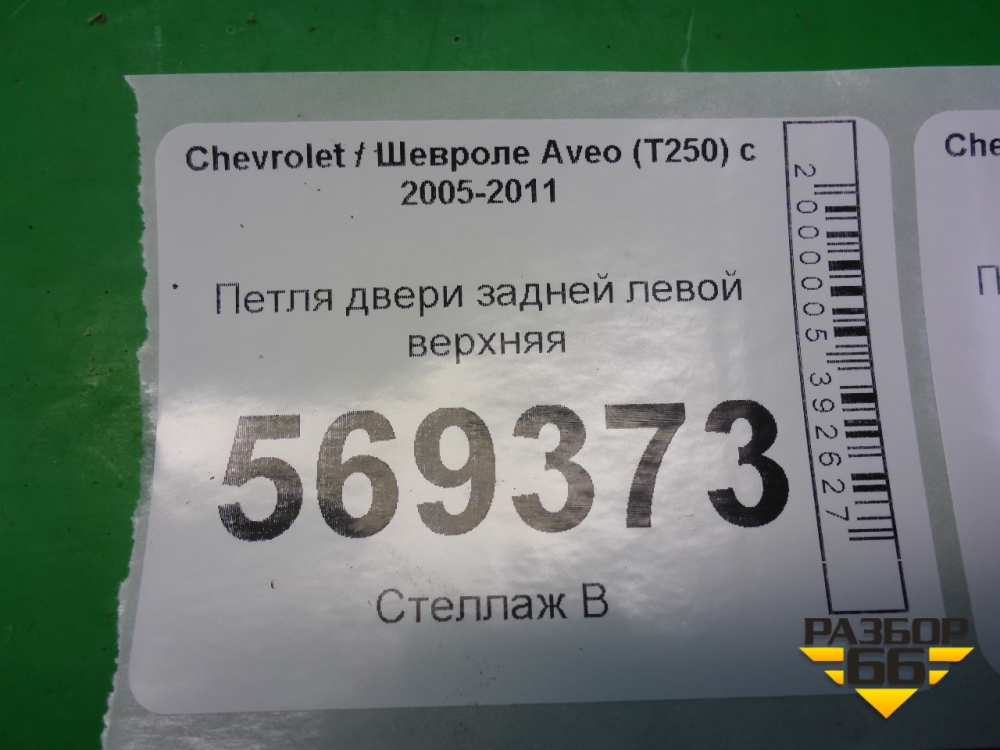 Chevrolet / Шевроле Aveo (T250) с
2005-2011
Петля двери задней левой
верхняя
569373
Стеллаж В
2000005392627
Che
П
РАЗБОР
66